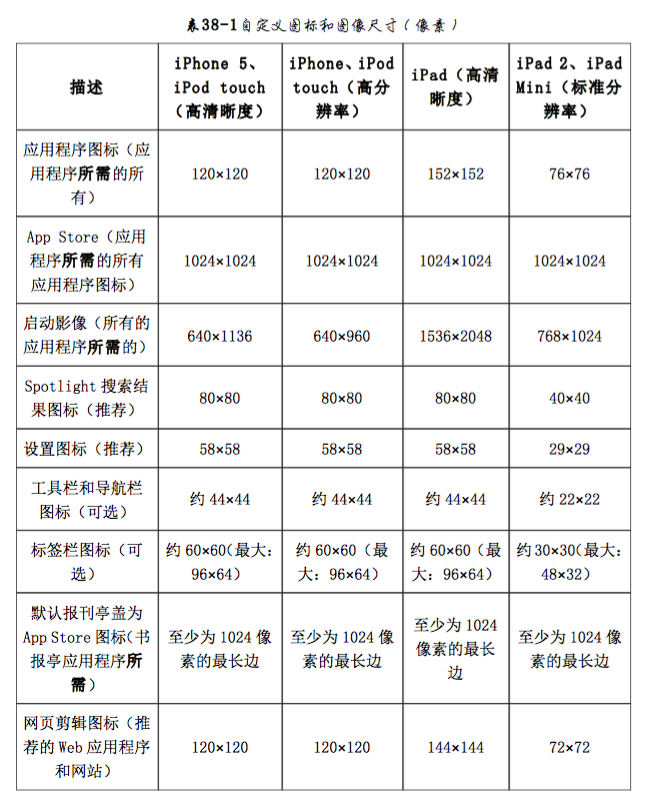 表38-1自定义图标和图像尺寸（像素）
描述
iPhone 5、
iPod touch
（高清晰度）
iPhone、iPod
touch（高分
辨率）
iPad（高清
晰度）
iPad 2、iPad
Mini（标准分
辨率）
应用程序图标（应
用程序所需的所
有）
120×120
120×120
152×152
76×76
App Store（应用
程序所需的所有
应用程序图标）
1024×1024
1024×1024
1024×1024
1024×1024
启动影像（所有的
应用程序所需的）
640×1136
640×960
1536×2048
768×1024
Spotlight 搜索结
果图标（推荐）
80×80
80×80
80×80
40×40
设置图标（推荐）
58×58
58×58
58×58
29×29
工具栏和导航栏
图标（可选）
约 44×44
约 44×44
约 44×44
约 22×22
标签栏图标（可
选）
约 60×60(最大:
96×64）
约 60×60（最
大: 96×64）
约 60×60（最
大: 96×64）
约 30×30(最大:
48×32）
默认报刊亭盖为
App Store 图标(书
报亭应用程序所
需）
至少为 1024 像
素的最长边
至少为 1024 像
素的最长边
至少为 1024
像素的最长
边
至少为 1024 像
素的最长边
网页剪辑图标（推
荐的 Web 应用程序
和网站）
120×120
120×120
144×144
72×72